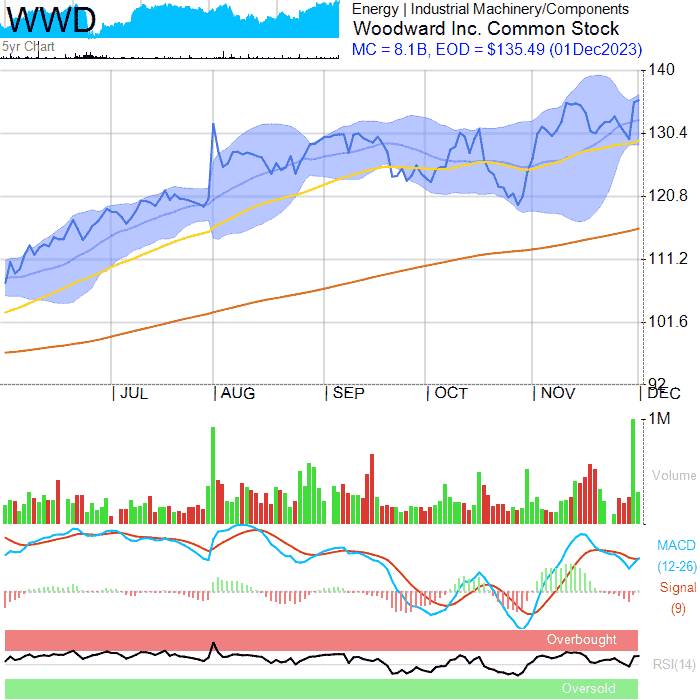 WWD
5yr Chart
Energy | Industrial Machinery/Components
Woodward Inc. Common Stock
MC = 8.1B, EOD = $135.49 (01Dec2023)
140
130.4
120.8
111.2
101.6
92
JUL
AUG
SEP
OCT
NOV
DEC
1M
Volume
MACD
(12-26)
Signal
(9)
Overbought
RSI(14)
Oversold